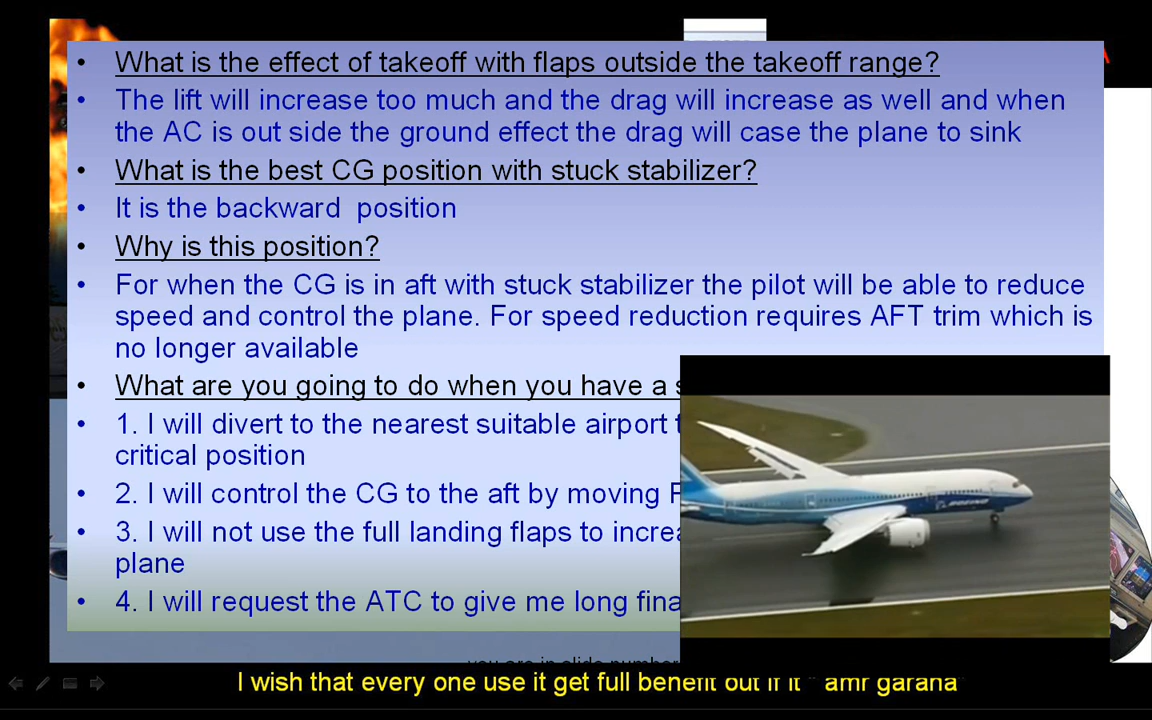 What is the effect of takeoff with flaps outside the takeoff range?
The lift will increase too much and the drag will increase as well and when
the AC is out side the ground effect the drag will case the plane to sink
What is the best CG position with stuck stabilizer?
It is the backward position
Why is this position?
For when the CG is in aft with stuck stabilizer the pilot will be able to reduce
speed and control the plane. For speed reduction requires AFT trim which is
no longer available
What are you going to do when you have a
1. I will divert to the nearest suitable airport
critical position
2. I will control the CG to the aft by moving
3. I will not use the full landing flaps to
plane
4. I will request the ATC to give me long
you are in slide number
I wish that every one use it get full benefit out if it " amr garana